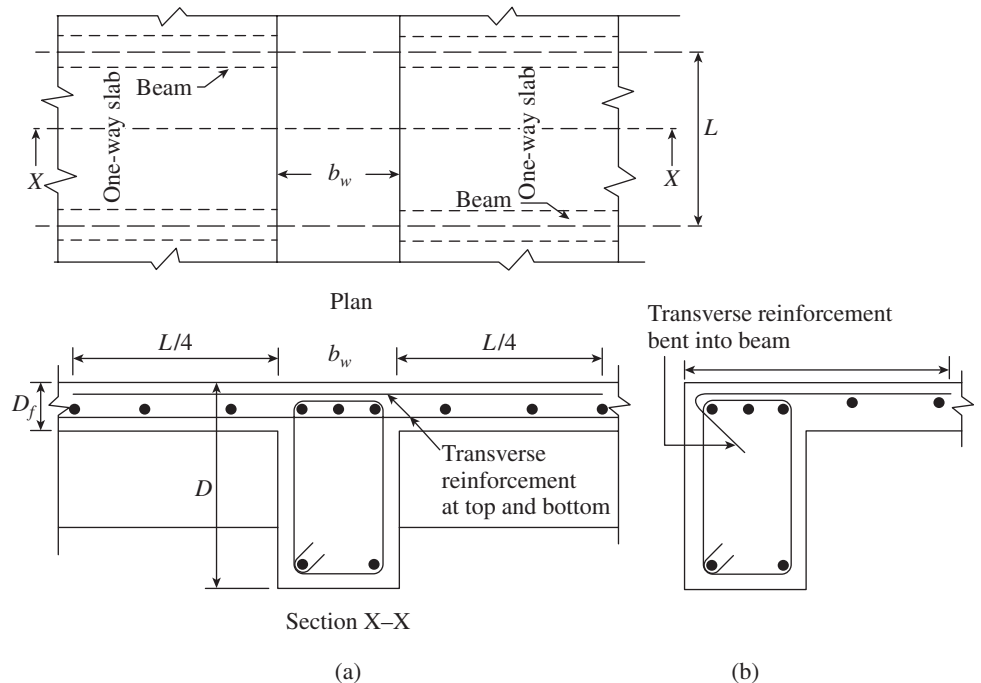 One-way slab
Beam
One-way slab
L
X
b_w
X
Beam
Plan
L/4
b_w
L/4
Transverse reinforcement
bent into beam
D_f
D
Transverse
reinforcement
at top and bottom
Section X–X
(a)
(b)